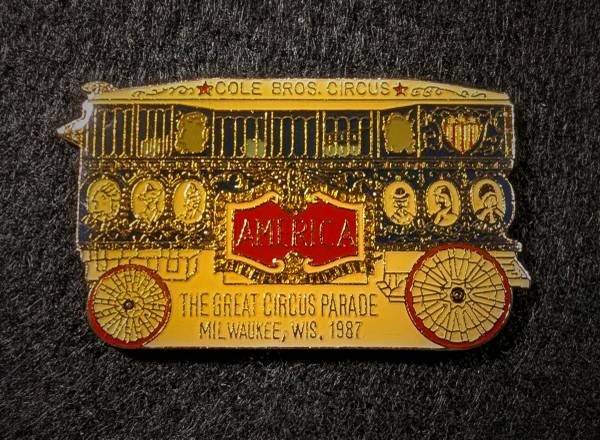 COLE BROS. CIRCUS
AMERICA
THE GREAT CIRCUS PARADE
MILWAUKEE, WIS. 1987